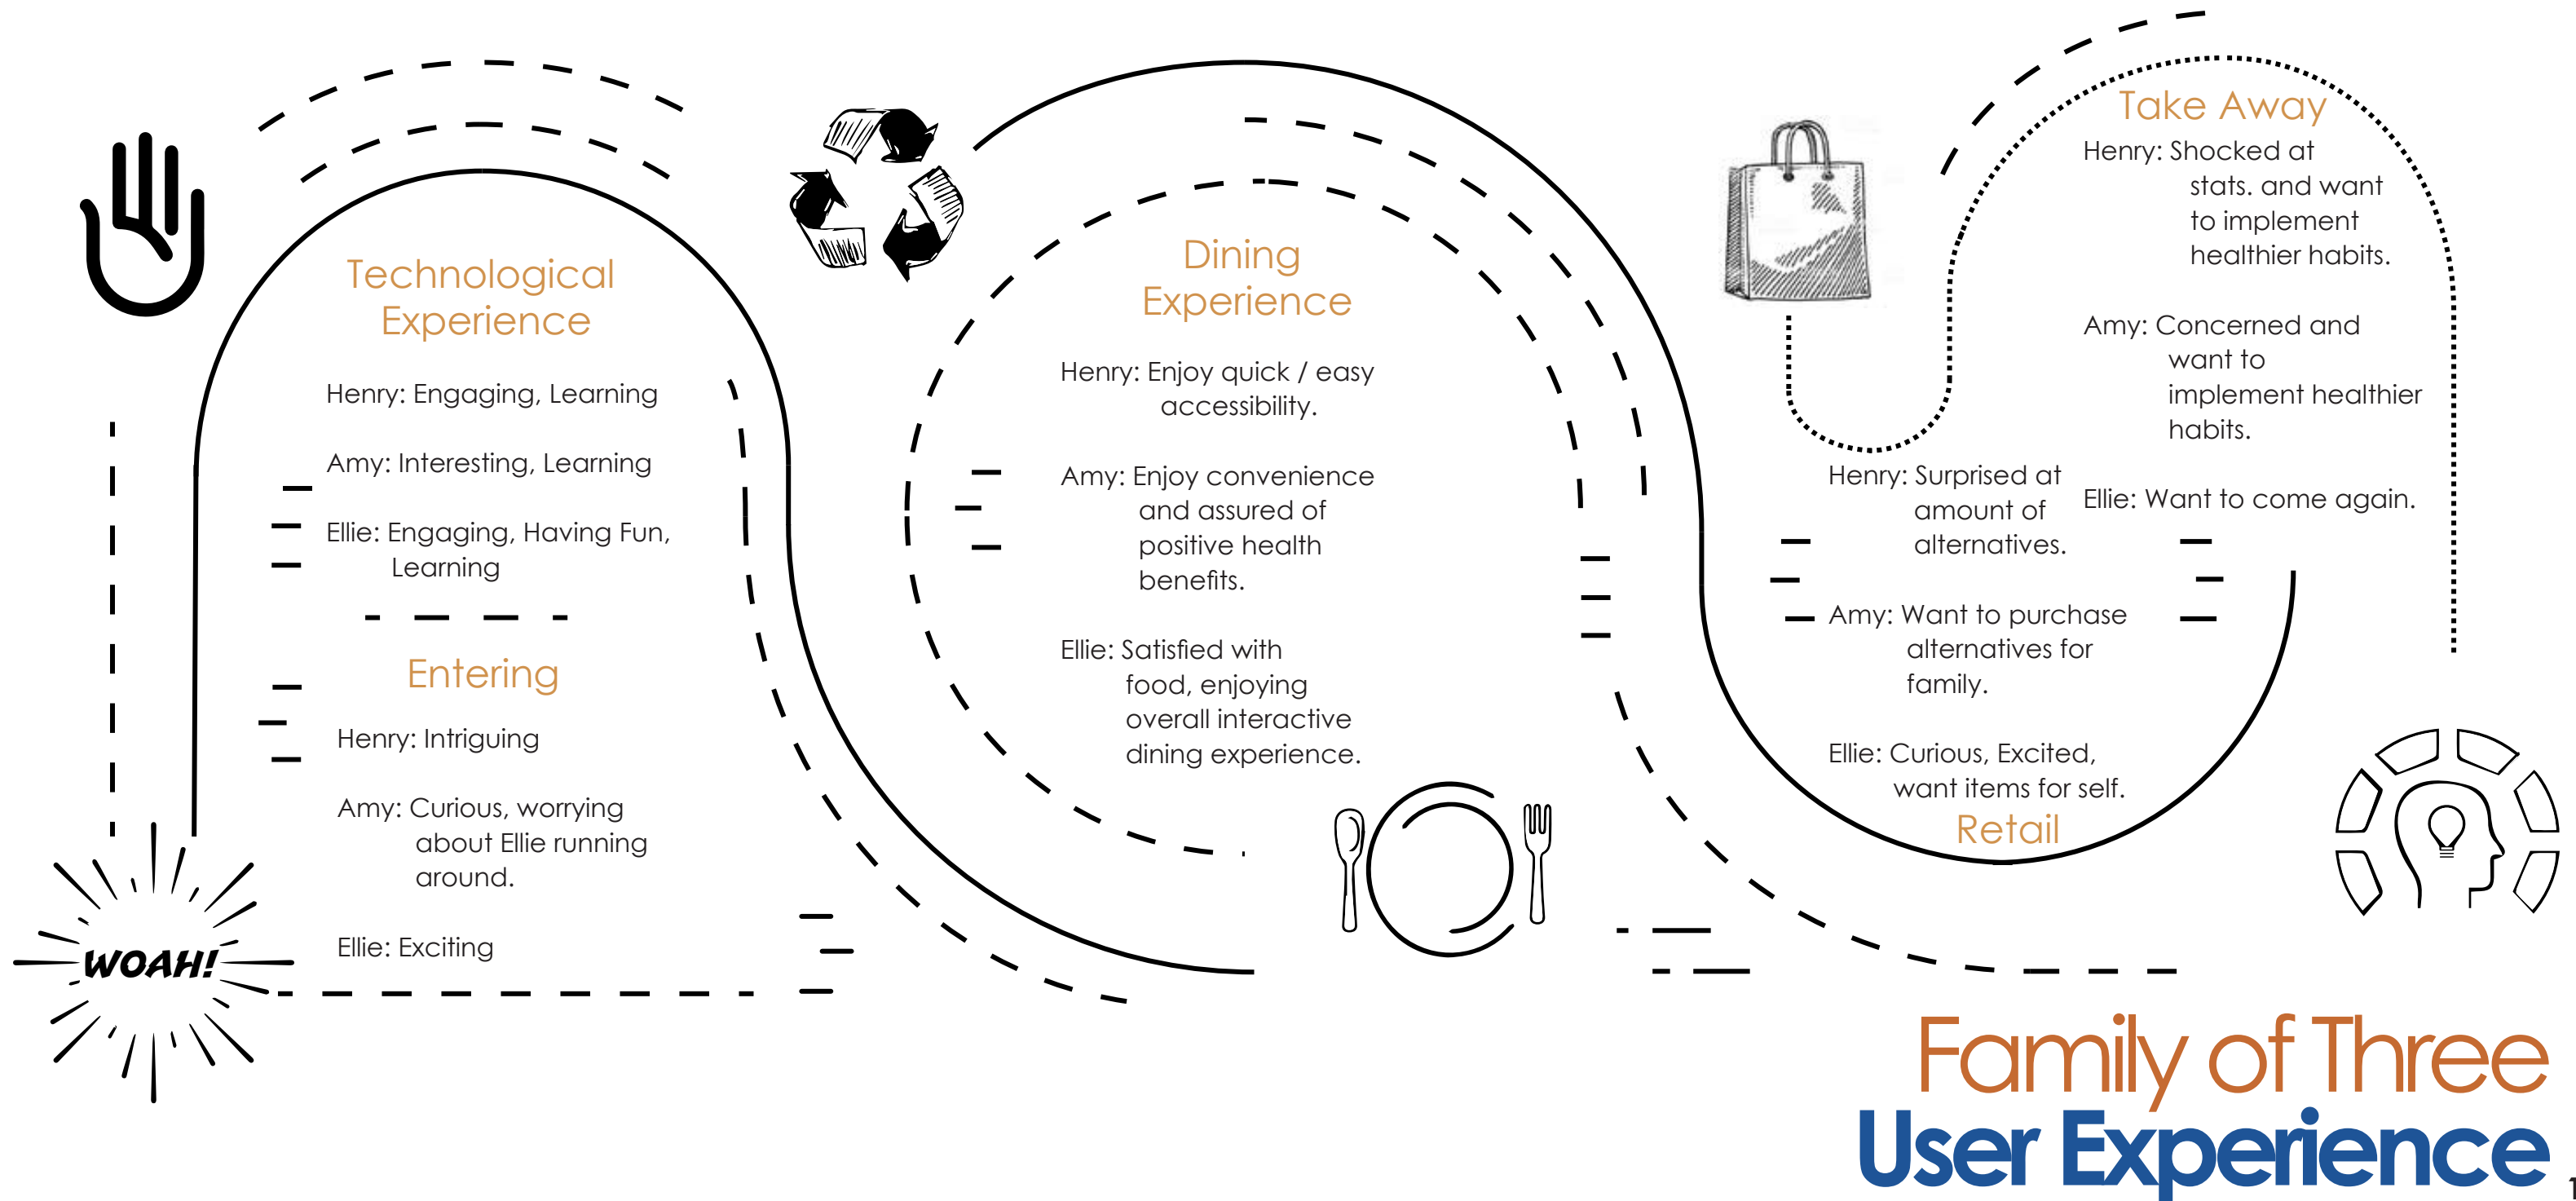 Technological
Experience
Henry: Engaging, Learning
Amy: Interesting, Learning
Ellie: Engaging, Having Fun,
Learning
Entering
Henry: Intriguing
Amy: Curious, worrying
about Ellie running
around.
Ellie: Exciting
WOAH!
Dining
Experience
Henry: Enjoy quick / easy
accessibility.
Amy: Enjoy convenience
and assured of
positive health
benefits.
Ellie: Satisfied with
food, enjoying
overall interactive
dining experience.
Henry: Surprised at
amount of
alternatives.
Amy: Want to purchase
alternatives for
family.
Ellie: Curious, Excited,
want items for self.
Retail
Take Away
Henry: Shocked at
stats. and want
to implement
healthier habits.
Amy: Concerned and
want to
implement healthier
habits.
Ellie: Want to come again.
Family of Three
User Experience